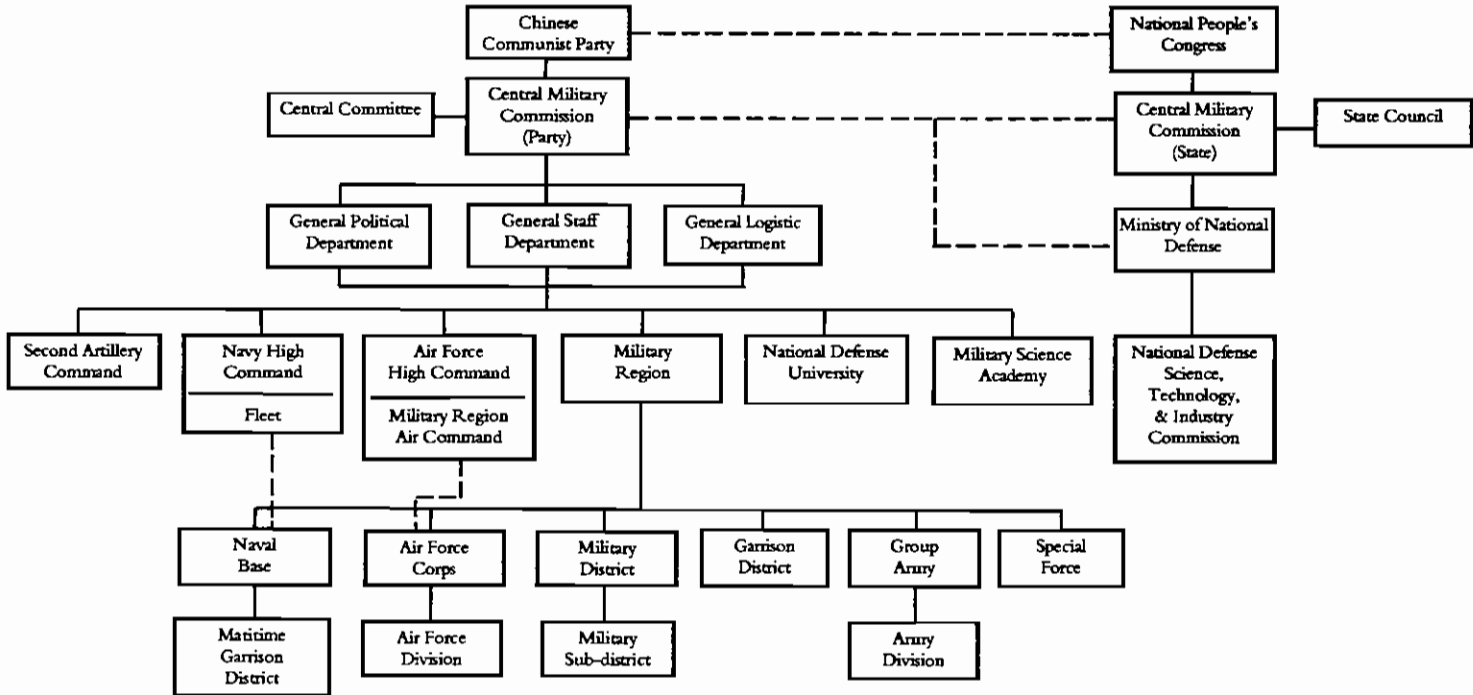 Chinese
Communist Party
National People's
Congress
Central Committee
Central Military
Commission
(Party)
Central Military
Commission
(State)
State Council
General Political
Department
General Staff
Department
General Logistic
Department
Ministry of National
Defense
Second Artillery
Command
Navy High
Command
Fleet
Air Force
High Command
Military Region
Air Command
Military
Region
National Defense
University
Military Science
Academy
National Defense
Science,
Technology,
& Industry
Commission
Naval
Base
Air Force
Corps
Military
District
Garrison
District
Group
Army
Special
Force
Matitime
Garrison
District
Air Force
Division
Military
Sub-district
Army
Division